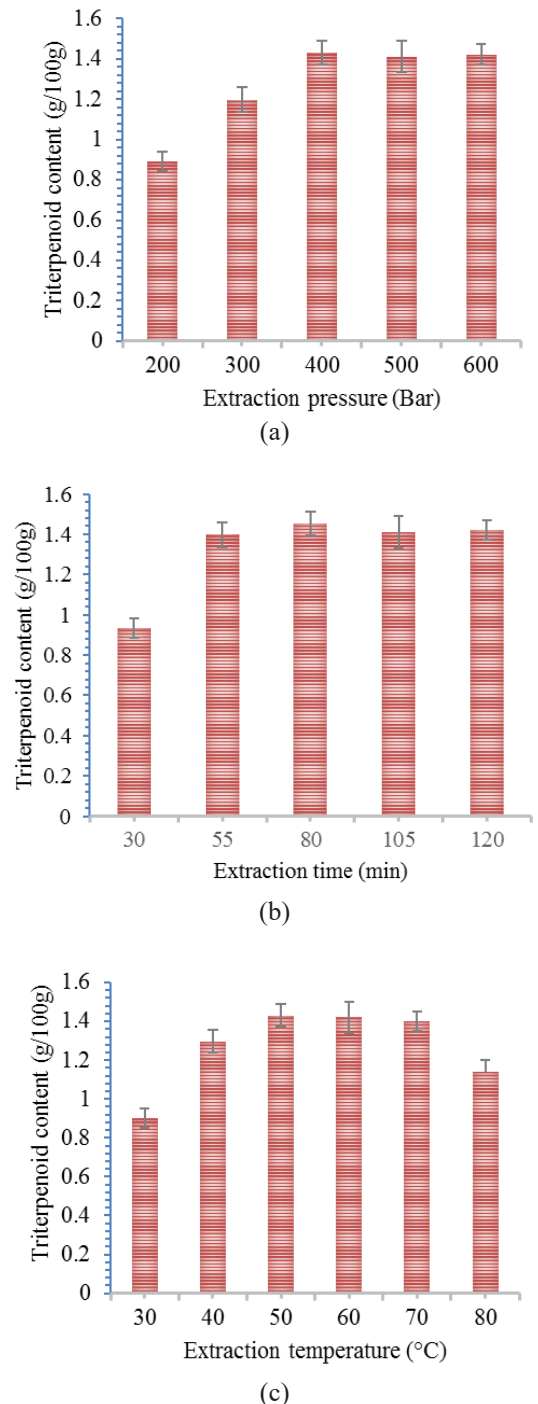 Triterpenoid content (g/100g)
1.6
1.4
1.2
1
0.8
0.6
0.4
0.2
0
200 300 400 500 600
Extraction pressure (Bar)
(a)
Triterpenoid content (g/100g)
1.6
1.4
1.2
1
0.8
0.6
0.4
0.2
0
30 55 80 105 120
Extraction time (min)
(b)
Triterpenoid content (g/100g)
1.6
1.4
1.2
1
0.8
0.6
0.4
0.2
0
30 40 50 60 70 80
Extraction temperature (°C)
(c)